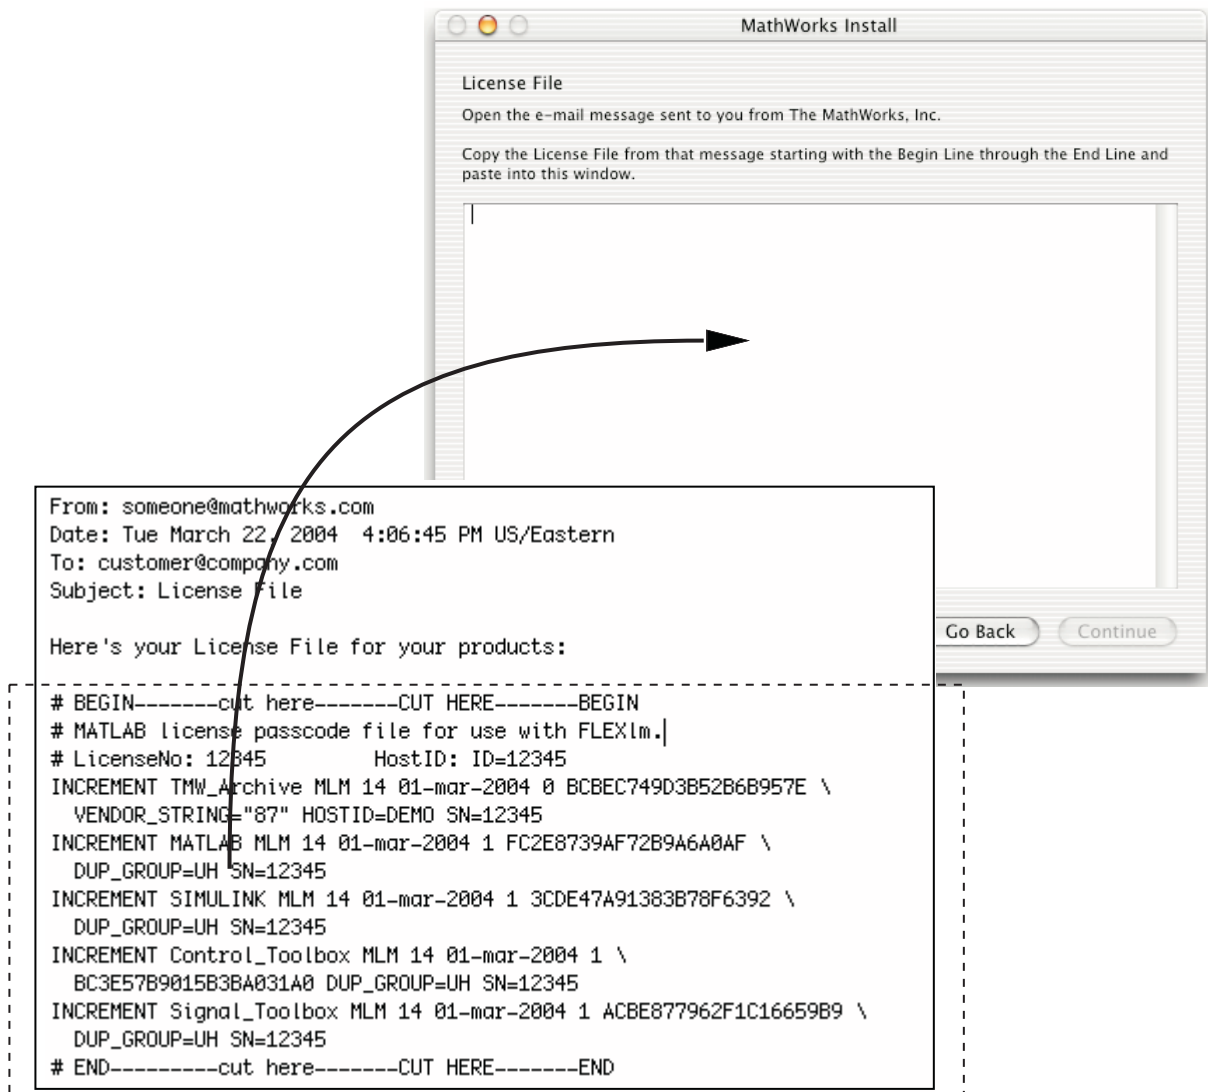 MathWorks Install
License File
Open the e-mail message sent to you from The MathWorks, Inc.
Copy the License File from that message starting with the Begin Line through the End Line and
paste into this window.
Go Back
Continue
From: someone@mathworks.com
Date: Tue March 22, 2004  4:06:45 PM US/Eastern
To: customer@company.com
Subject: License File
Here's your License File for your products:
# BEGIN-------cut here-------CUT HERE-------BEGIN
# MATLAB license passcode file for use with FLEXlm.
# LicenseNo: 12345         HostID: ID=12345
INCREMENT TMW_Archive MLM 14 01-mar-2004 0 BCBEC749D3B52B6B957E \
  VENDOR_STRING="87" HOSTID=DEMO SN=12345
INCREMENT MATLAB MLM 14 01-mar-2004 1 FC2E8739AF72B9A6A0AF \
  DUP_GROUP=UH SN=12345
INCREMENT SIMULINK MLM 14 01-mar-2004 1 3CDE47A91383B78F6392 \
  DUP_GROUP=UH SN=12345
INCREMENT Control_Toolbox MLM 14 01-mar-2004 1 \
  BC3E57B9015B3BA031A0 DUP_GROUP=UH SN=12345
INCREMENT Signal_Toolbox MLM 14 01-mar-2004 1 ACBE877962F1C16659B9 \
  DUP_GROUP=UH SN=12345
# END---------cut here-------CUT HERE-------END